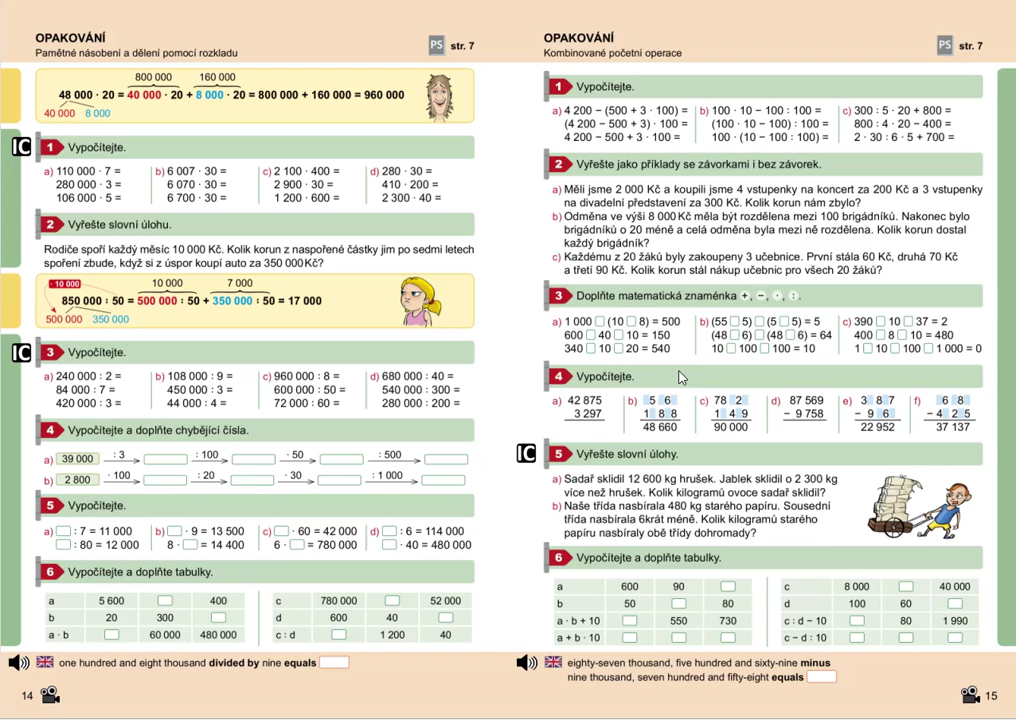 OPAKOVÁNÍ
Pamětné násobení a dělení pomocí rozkladu
PS str. 7
800 000 160 000
48 000 · 20 = 40 000 · 20 + 8 000 · 20 = 800 000 + 160 000 = 960 000
40 000 8 000
IC
1 Vypočítejte.
a) 110 000 · 7 = b) 6 007 · 30 = c) 2 100 · 400 = d) 280 · 30 =
280 000 · 3 = 6 070 · 30 = 2 900 · 30 = 410 · 200 =
106 000 · 5 = 6 700 · 30 = 1 200 · 600 = 2 300 · 40 =
2 Vyřešte slovní úlohu.
Rodiče spoří každý měsíc 10 000 Kč. Kolik korun z naspořené částky jim po sedmi letech
spoření zbude, když si z úspor koupí auto za 350 000 Kč?
· 10 000 10 000 7 000
850 000 : 50 = 500 000 : 50 + 350 000 : 50 = 17 000
500 000 350 000
IC
3 Vypočítejte.
a) 240 000 : 2 = b) 108 000 : 9 = c) 960 000 : 8 = d) 680 000 : 40 =
84 000 : 7 = 450 000 : 3 = 600 000 : 50 = 540 000 : 300 =
420 000 : 3 = 44 000 : 4 = 72 000 : 60 = 280 000 : 200 =
4 Vypočítejte a doplňte chybějící čísla.
a) 39 000 : 3 : 100 · 50 : 500
b) 2 800 · 100 : 20 · 30 : 1 000
5 Vypočítejte.
a) □ : 7 = 11 000 b) □ · 9 = 13 500 c) □ · 60 = 42 000 d) □ : 6 = 114 000
□ : 80 = 12 000 8 · □ = 14 400 6 · □ = 780 000 □ · 40 = 480 000
6 Vypočítejte a doplňte tabulky.
a 5 600 □ 400 c 780 000 □ 52 000
b 20 300 □ d 600 40 □
a · b □ 60 000 480 000 c : d □ 1 200 40
one hundred and eight thousand divided by nine equals
14
OPAKOVÁNÍ
Kombinované početní operace
PS str. 7
1 Vypočítejte.
a) 4 200 – (500 + 3 · 100) = b) 100 · 10 – 100 : 100 = c) 300 : 5 · 20 + 800 =
(4 200 – 500 + 3) · 100 = (100 · 10 – 100) : 100 = 800 : 4 · 20 – 400 =
4 200 – 500 + 3 · 100 = 100 · (10 – 100 : 100) = 2 · 30 : 6 · 5 + 700 =
2 Vyřešte jako příklady se závorkami i bez závorek.
a) Měli jsme 2 000 Kč a koupili jsme 4 vstupenky na koncert za 200 Kč a 3 vstupenky
na divadelní představení za 300 Kč. Kolik korun nám zbylo?
b) Odměna ve výši 8 000 Kč měla být rozdělena mezi 100 brigádníků. Nakonec bylo
brigádníků o 20 méně a celá odměna byla mezi ně rozdělena. Kolik korun dostal
každý brigádník?
c) Každému z 20 žáků byly zakoupeny 3 učebnice. První stála 60 Kč, druhá 70 Kč
a třetí 90 Kč. Kolik korun stál nákup učebnic pro všech 20 žáků?
3 Doplňte matematická znaménka +, –, ·, :.
a) 1 000 □ (10 □ 8) = 500 b) (55 □ 5) □ (5 □ 5) = 5 c) 390 □ 10 □ 37 = 2
600 □ 40 □ 10 = 150 (48 □ 6) □ (48 □ 6) = 64 400 □ 8 □ 10 = 480
340 □ 10 □ 20 = 540 10 □ 100 □ 100 = 10 1 □ 10 □ 100 □ 1 000 = 0
4 Vypočítejte.
a) 42 875 b) 5 □ 6 □ c) 78 □ 2 □ d) 87 569 e) 3 □ 8 □ 7 f) □ 6 □ 8 □
3 297 1 □ 8 8 1 □ 4 □ 9 – 9 758 – 9 □ 6 □ – 4 □ 2 □ 5
48 660 90 000 22 952 37 137
IC
5 Vyřešte slovní úlohy.
a) Sadař sklidil 12 600 kg hrušek. Jablek sklidil o 2 300 kg
více než hrušek. Kolik kilogramů ovoce sadař sklidil?
b) Naše třída nasbírala 480 kg starého papíru. Sousední
třída nasbírala 6krát méně. Kolik kilogramů starého
papíru nasbíraly obě třídy dohromady?
6 Vypočítejte a doplňte tabulky.
a 600 90 □ c 8 000 □ 40 000
b 50 □ 80 d 100 60 □
a · b + 10 □ 550 730 c : d – 10 □ 80 1 990
a + b · 10 □ □ □ c – d : 10 □ □ □
eighty-seven thousand, five hundred and sixty-nine minus
nine thousand, seven hundred and fifty-eight equals
15